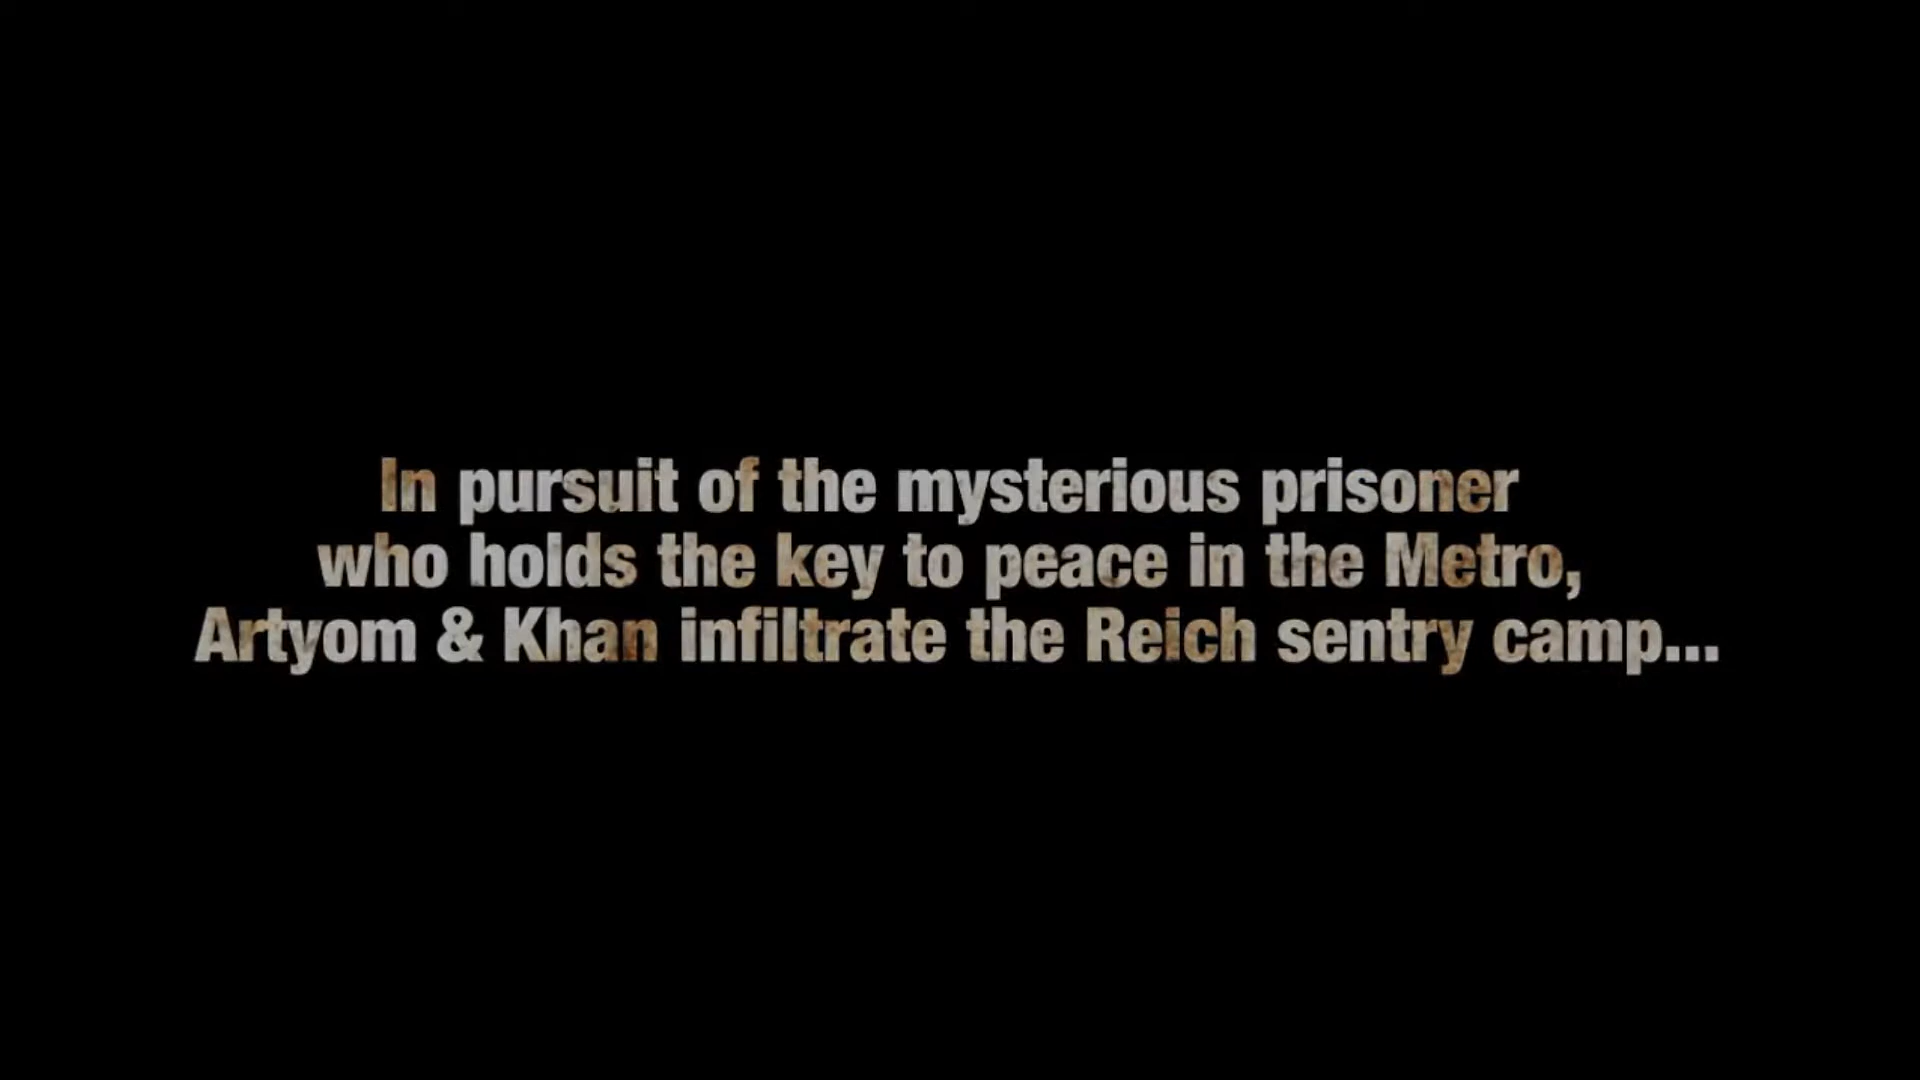 In pursuit of the mysterious prisoner
who holds the key to peace in the Metro,
Artyom & Khan infiltrate the Reich sentry camp...